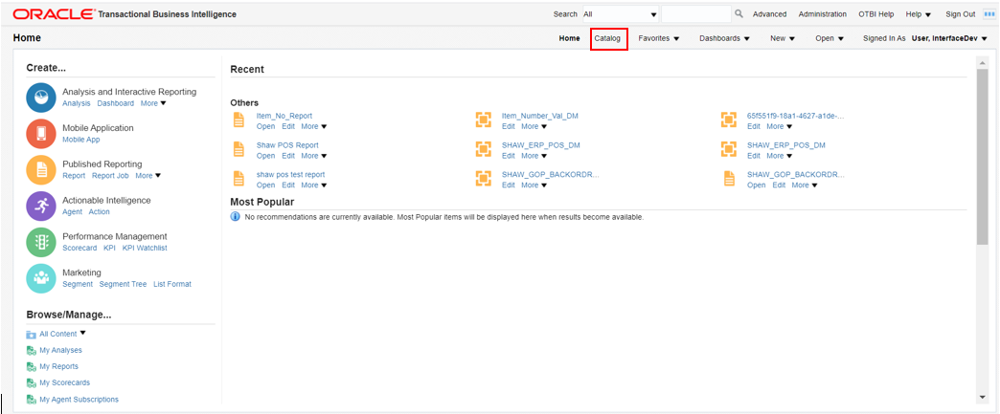 ORACLE Transactional Business Intelligence Search All Advanced Administration OTBI Help Help Sign Out
Home Home Catalog Favorites Dashboards New Open Signed In As User, InterfaceDev
Create...
Analysis and Interactive Reporting
Analysis Dashboard More
Mobile Application
Mobile App
Published Reporting
Report Report Job More
Actionable Intelligence
Agent Action
Performance Management
Scorecard KPI KPI Watchlist
Marketing
Segment Segment Tree List Format
Browse/Manage...
All Content
My Analyses
My Reports
My Scorecards
My Agent Subscriptions
Recent
Others
Item_No_Report Item_Number_Val_DM 65f551f9-18a1-4627-a1de-...
Open Edit More Edit More Edit More
Shaw POS Report SHAW_ERP_POS_DM SHAW_ERP_POS_DM
Open Edit More Edit More Edit More
shaw pos test report SHAW_GOP_BACKORDR... SHAW_GOP_BACKORDR...
Open Edit More Edit More Open Edit More
Most Popular
No recommendations are currently available. Most Popular items will be displayed here when results become available.